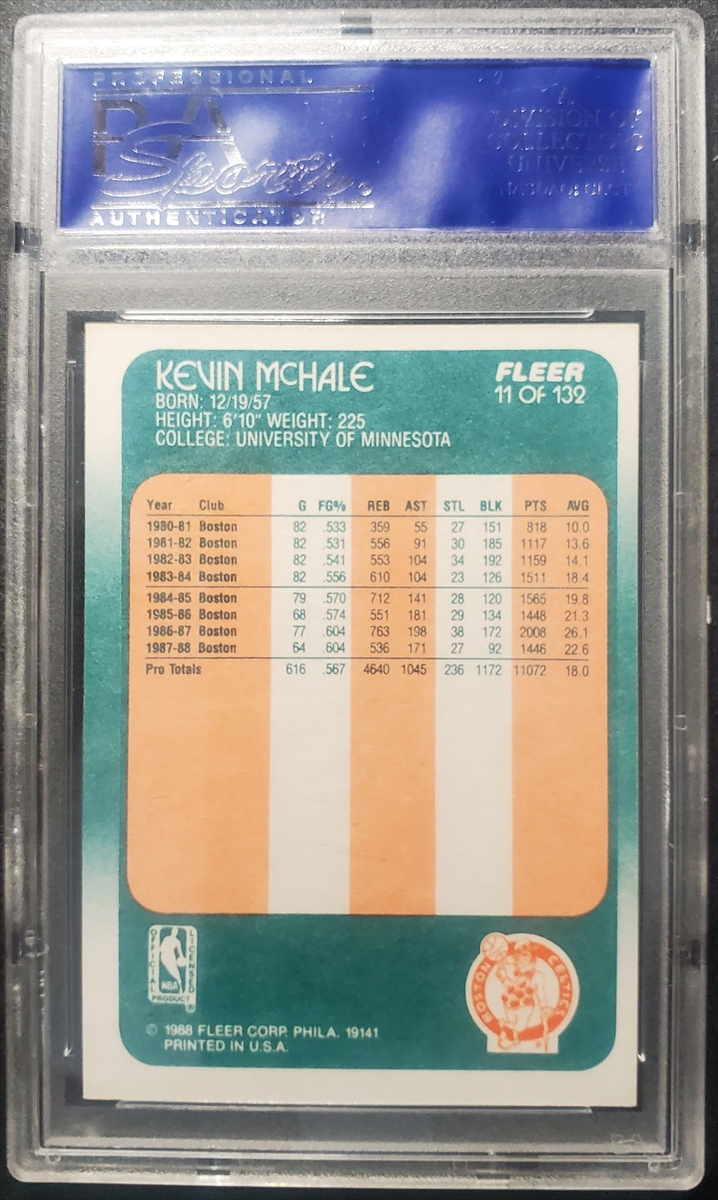 PROFESSIONAL
PSA
Sports
AUTHENTICATOR
A
DIVISION OF
COLLECTORS
UNIVERSE
NASDAQ: CLCT
KEVIN McHALE
FLEER
11 OF 132
BORN: 12/19/57
HEIGHT: 6'10" WEIGHT: 225
COLLEGE: UNIVERSITY OF MINNESOTA
Year Club G FG% REB AST STL BLK PTS AVG
1980-81 Boston 82 .533 359 55 27 151 818 10.0
1981-82 Boston 82 .531 556 91 30 185 1117 13.6
1982-83 Boston 82 .541 553 104 34 192 1159 14.1
1983-84 Boston 82 .556 610 104 23 126 1511 18.4
1984-85 Boston 79 .570 712 141 28 120 1565 19.8
1985-86 Boston 68 .574 551 181 29 134 1448 21.3
1986-87 Boston 77 .604 763 198 38 172 2008 26.1
1987-88 Boston 64 .604 536 171 27 92 1446 22.6
Pro Totals 616 .567 4640 1045 236 1172 11072 18.0
OFFICIAL LICENSED
NBA
PRODUCT ®
BOSTON CELTICS
© 1988 FLEER CORP. PHILA. 19141
PRINTED IN U.S.A.